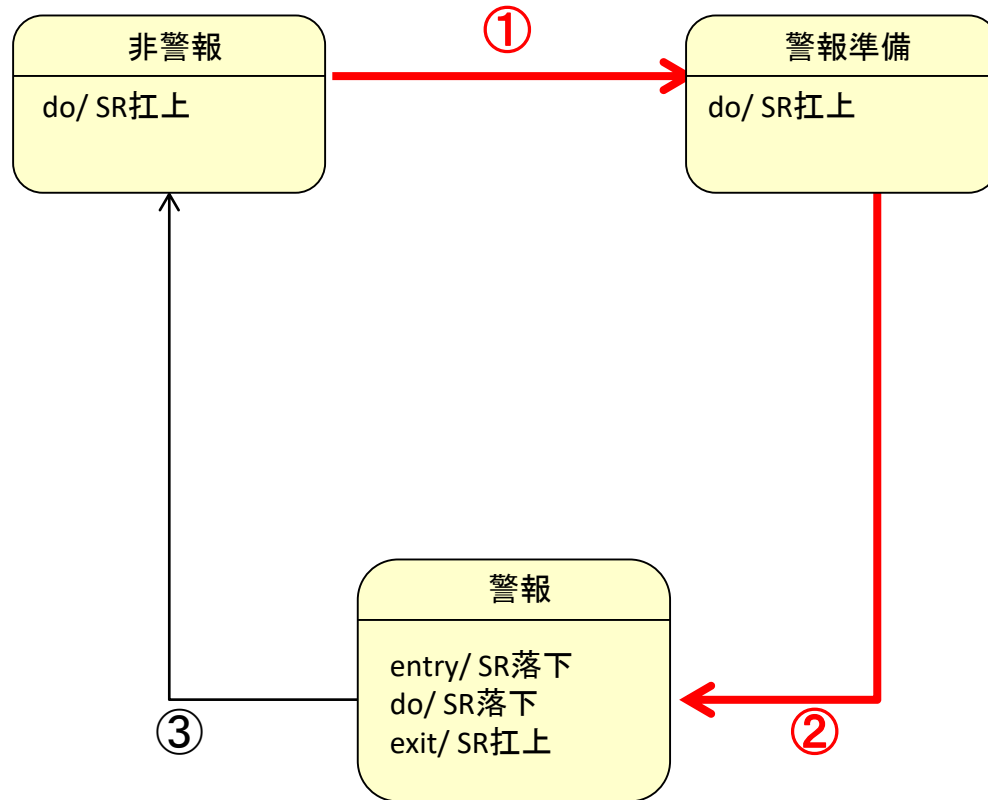 ①
非警報
do/ SR扛上
警報準備
do/ SR扛上
警報
entry/ SR落下
do/ SR落下
exit/ SR扛上
③
②